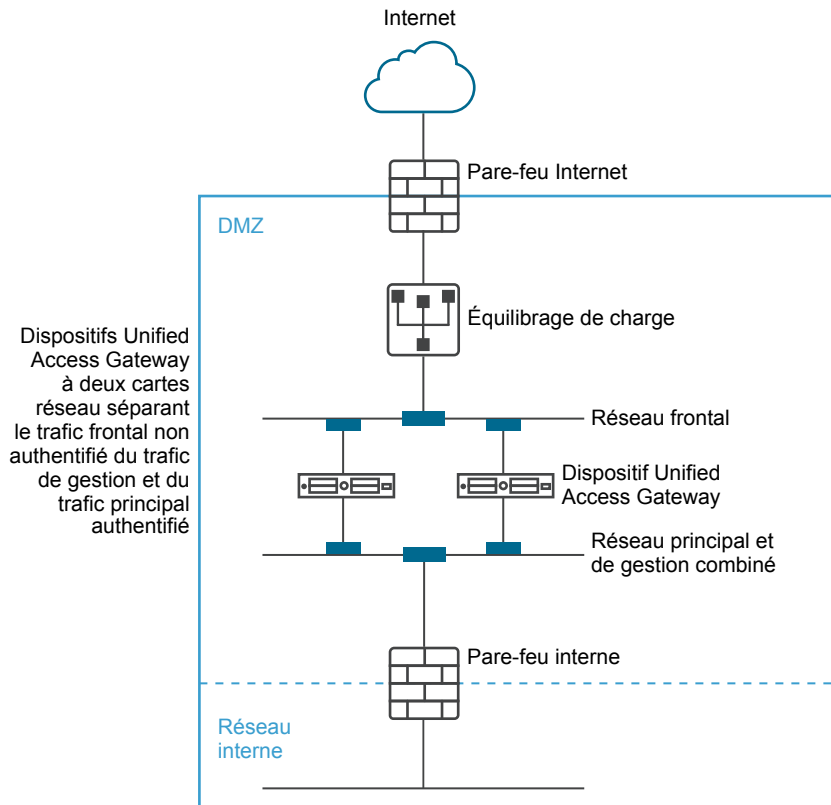 Internet
Pare-feu Internet
DMZ
Équilibrage de charge
Dispositifs Unified
Access Gateway
à deux cartes
réseau séparant
le trafic frontal non
authentifié du trafic
de gestion et du
trafic principal
authentifié
Réseau frontal
Dispositif Unified
Access Gateway
Réseau principal et
de gestion combiné
Pare-feu interne
Réseau
interne